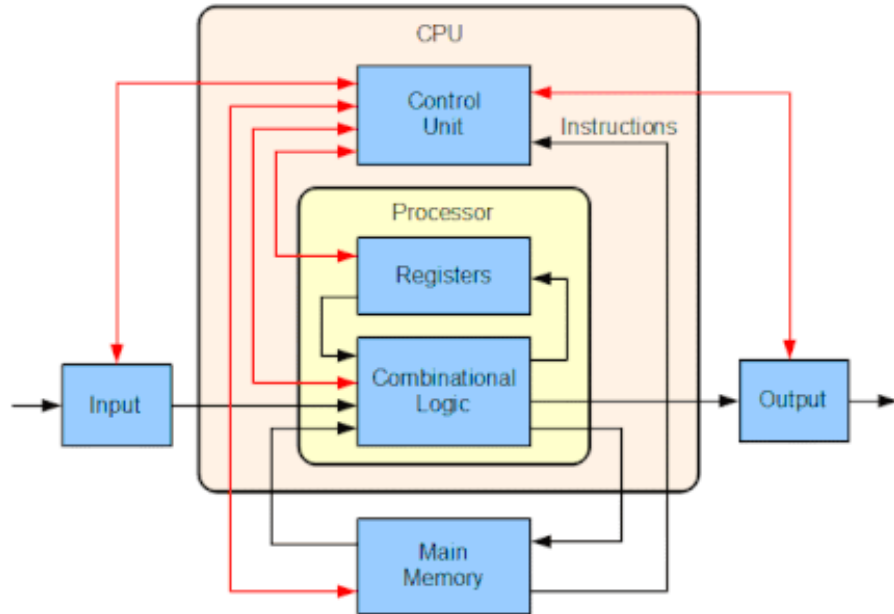 CPU
Control
Unit
Instructions
Processor
Registers
Combinational
Logic
Input
Output
Main
Memory